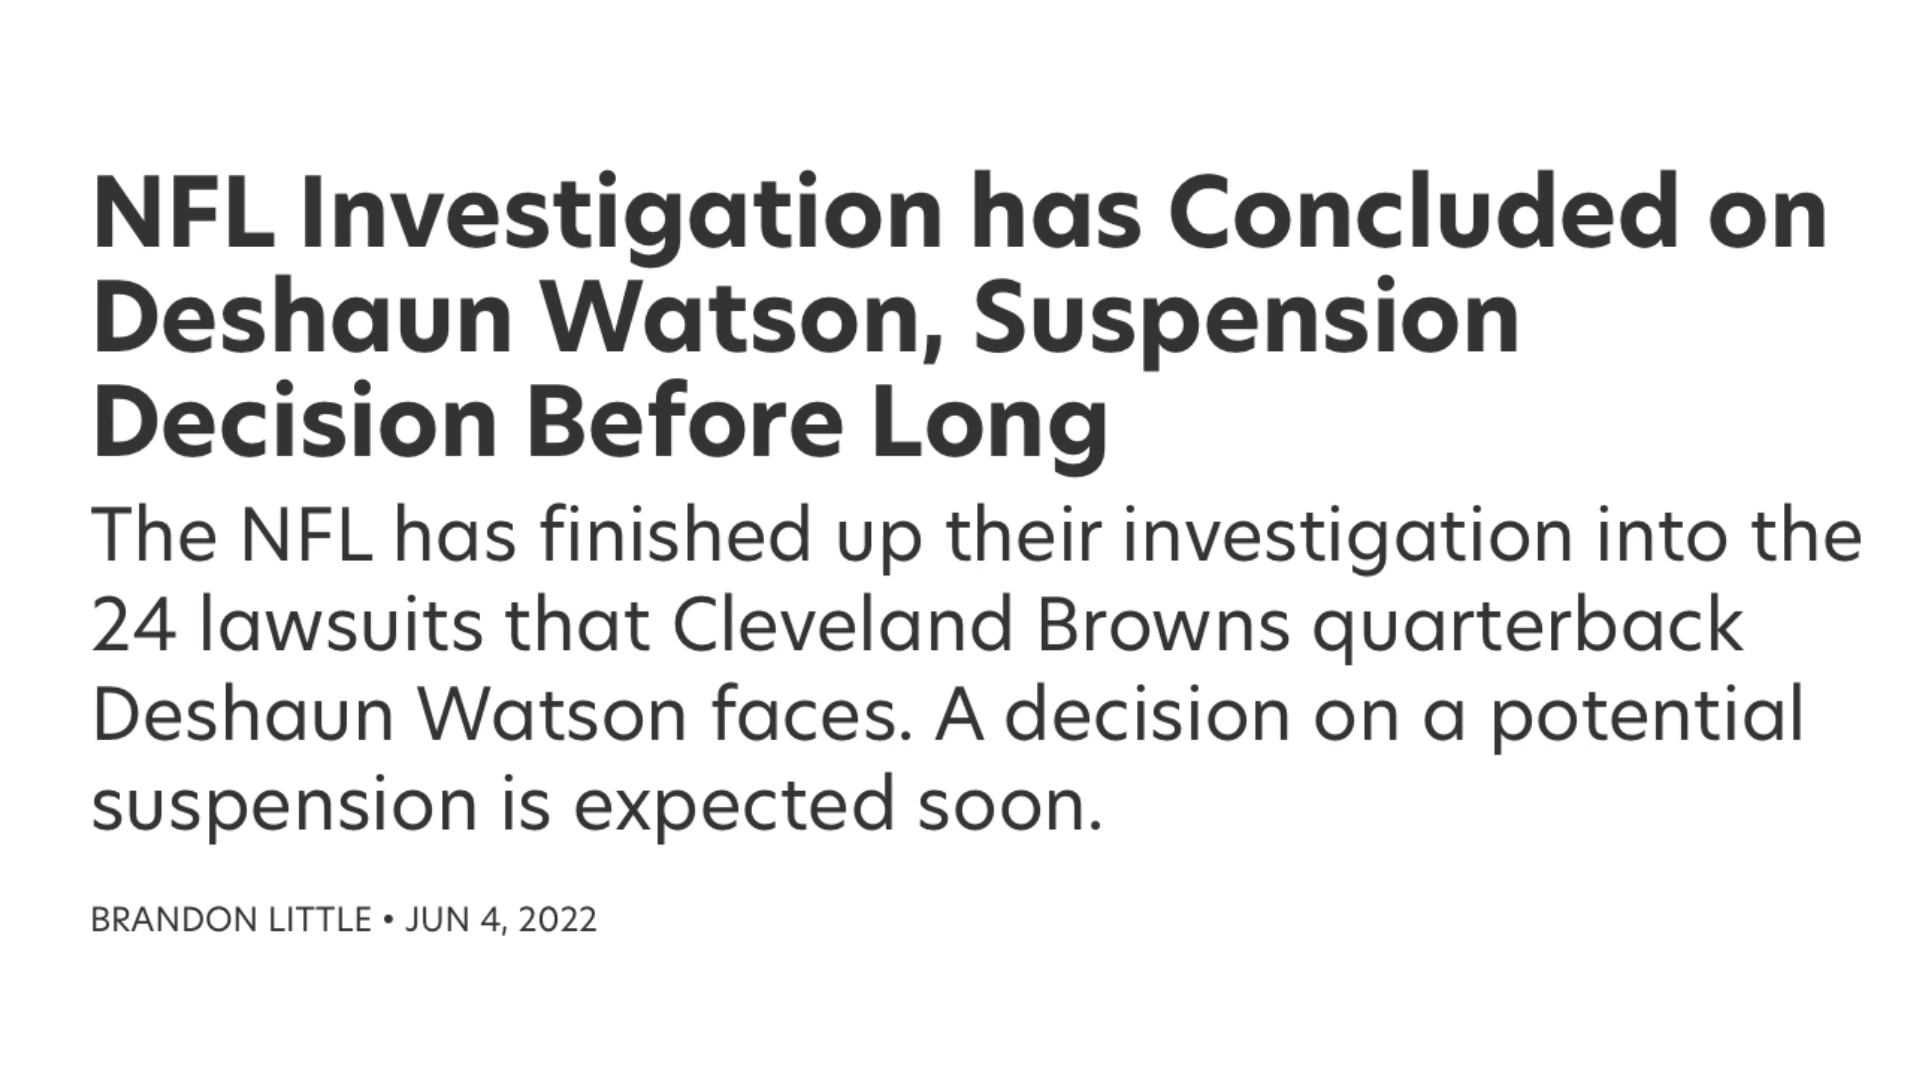 NFL Investigation has Concluded on
Deshaun Watson, Suspension
Decision Before Long
The NFL has finished up their investigation into the
24 lawsuits that Cleveland Browns quarterback
Deshaun Watson faces. A decision on a potential
suspension is expected soon.
BRANDON LITTLE • JUN 4, 2022